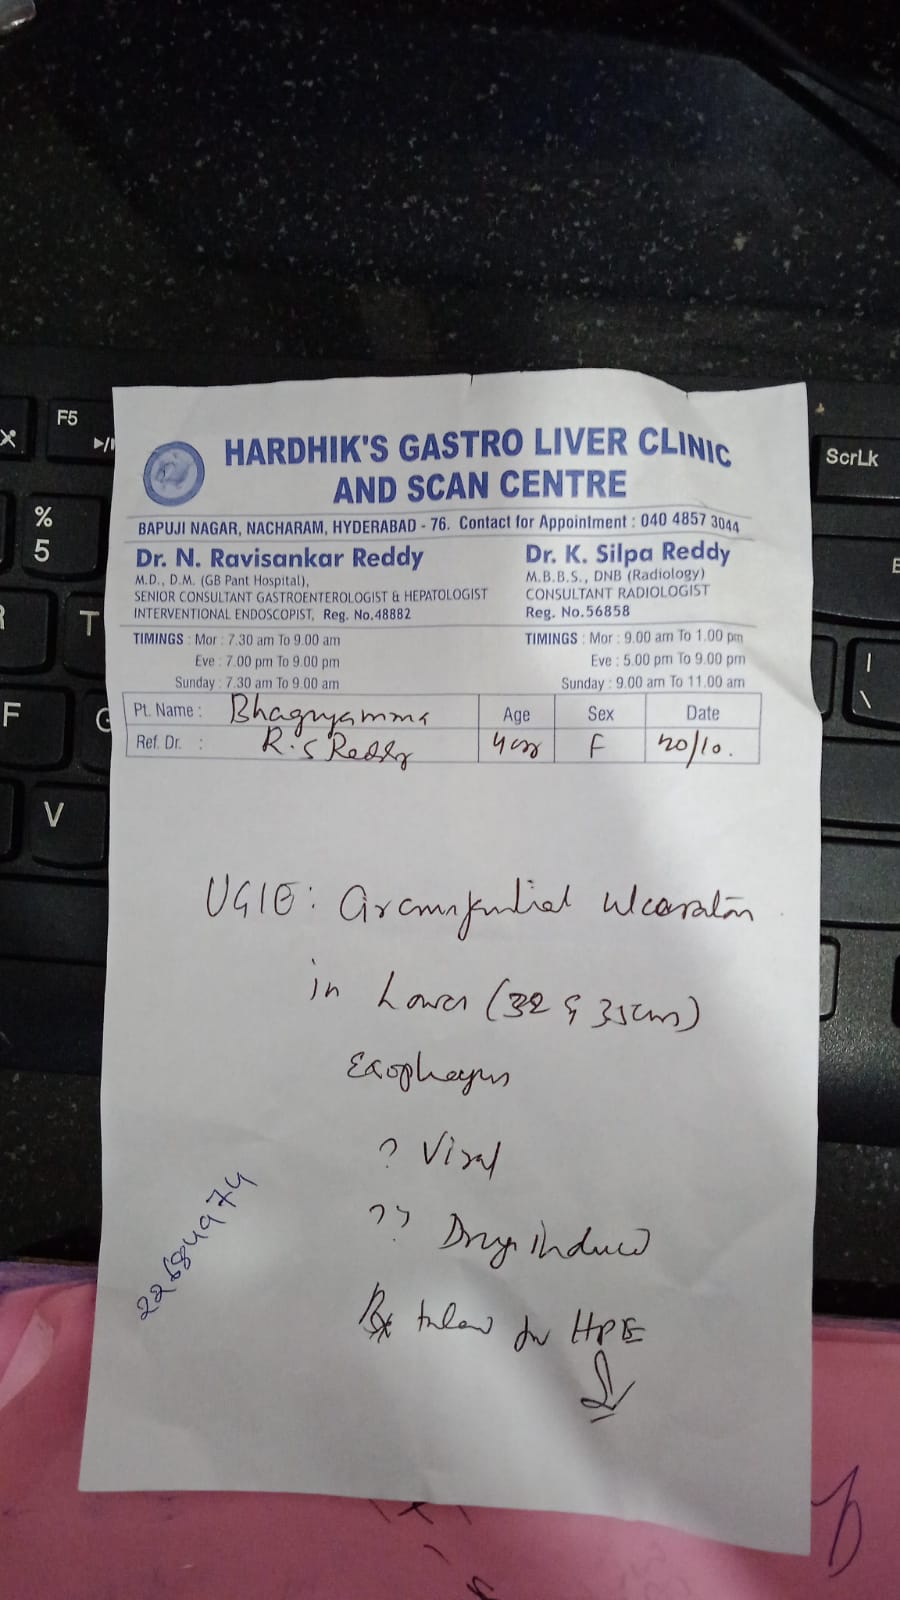 HARDHIK'S GASTRO LIVER CLINIC
AND SCAN CENTRE
BAPUJI NAGAR, NACHARAM, HYDERABAD - 76. Contact for Appointment : 040 4857 3044
Dr. N. Ravisankar Reddy
M.D., D.M. (GB Pant Hospital),
SENIOR CONSULTANT GASTROENTEROLOGIST & HEPATOLOGIST
INTERVENTIONAL ENDOSCOPIST, Reg. No.48882
TIMINGS : Mor : 7.30 am To 9.00 am
Eve : 7.00 pm To 9.00 pm
Sunday : 7.30 am To 9.00 am
Dr. K. Silpa Reddy
M.B.B.S., DNB (Radiology)
CONSULTANT RADIOLOGIST
Reg. No.56858
TIMINGS : Mor : 9.00 am To 1.00 pm
Eve : 5.00 pm To 9.00 pm
Sunday : 9.00 am To 11.00 am
Pt. Name : Bhagyamma Age Sex Date
Ref. Dr. : R.S Reddy F 20/10.
UGIE: Circumferential ulceration
in Lower (32 & 35cms)
Esophagus
? Viral
?? Drug induced
Bx taken for HPE
22684974
F5
%
5
R
T
F
G
V
ScrLk
E
|
\